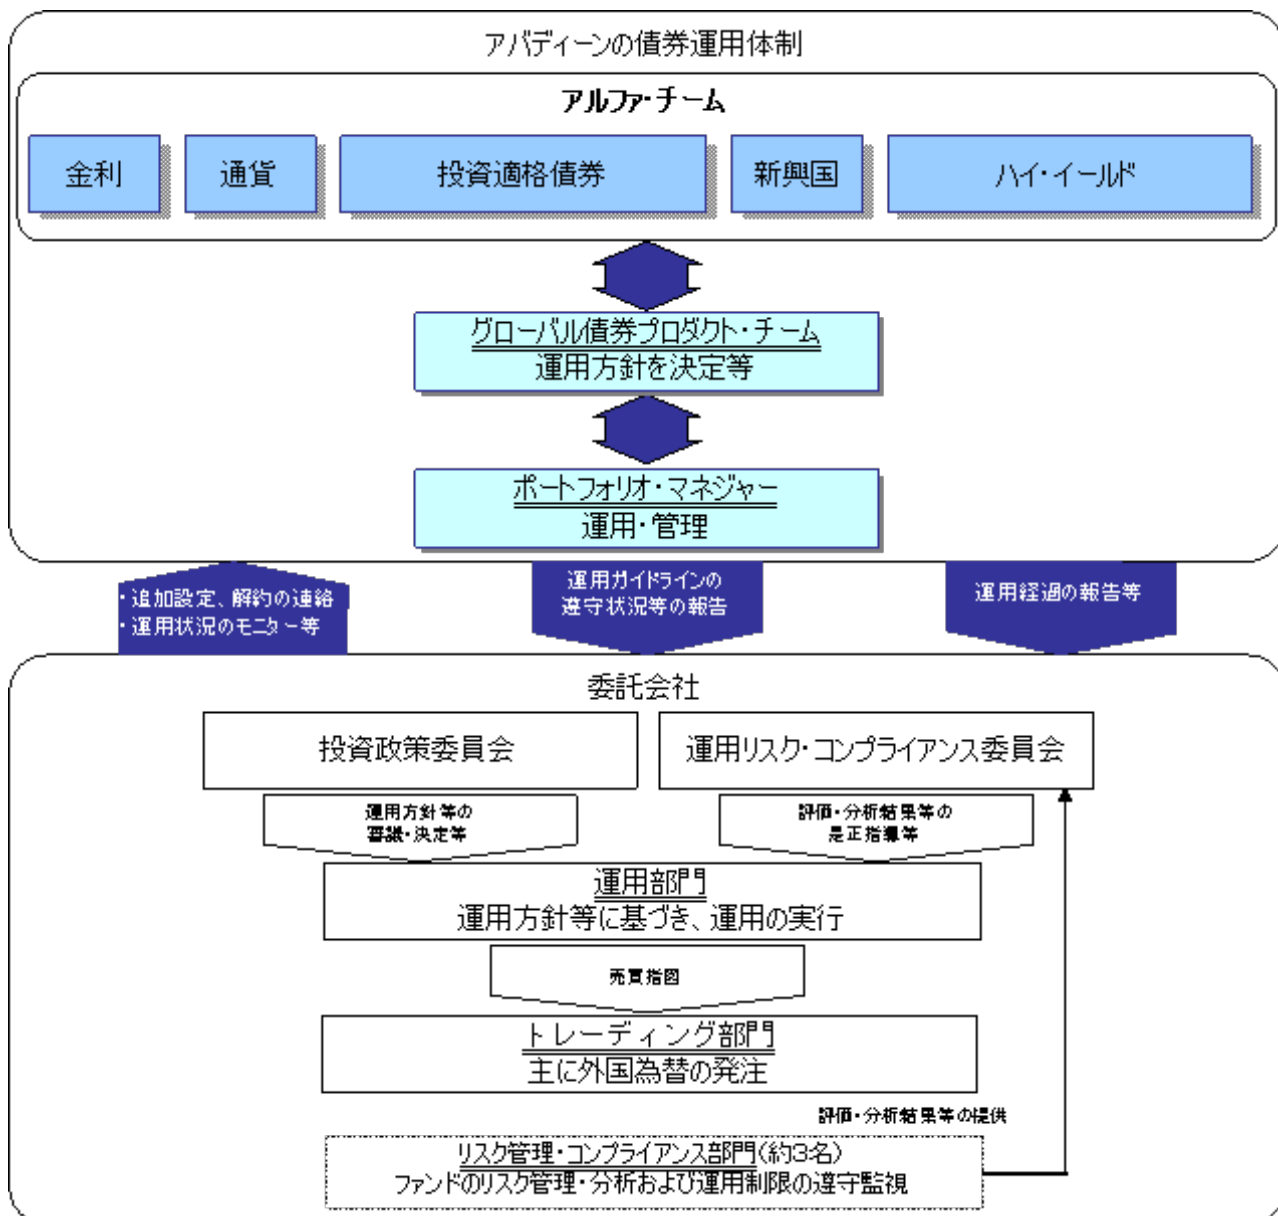 アバディーンの債券運用体制
アルファ・チーム
金利
通貨
投資適格債券
新興国
ハイ・イールド
グローバル債券プロダクト・チーム
運用方針を決定等
ポートフォリオ・マネジャー
運用・管理
・追加設定、解約の連絡
・運用状況のモニター等
運用ガイドラインの
遵守状況等の報告
運用経過の報告等
委託会社
投資政策委員会
運用リスク・コンプライアンス委員会
運用方針等の
審議・決定等
評価・分析結果等の
是正指導等
運用部門
運用方針等に基づき、運用の実行
売買指図
トレーディング部門
主に外国為替の発注
評価・分析結果等の提供
リスク管理・コンプライアンス部門(約3名)
ファンドのリスク管理・分析および運用制限の遵守監視